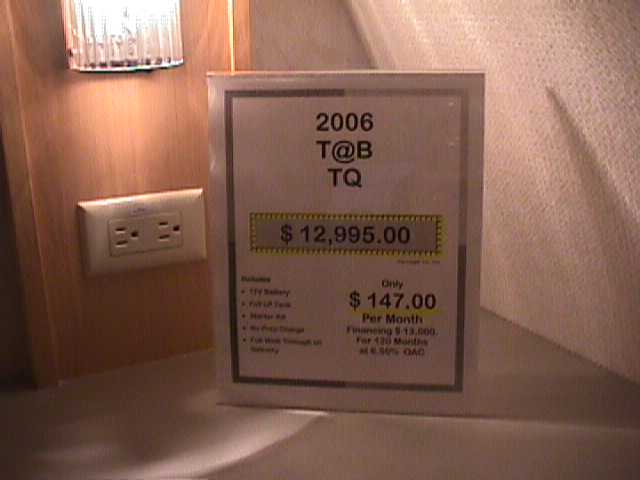 2006
T@B
TQ
$ 12,995.00
Includes
• 12V Battery
• Full LP Tank
• Starter Kit
• No Prep Charge
• Full Walk Through on
Delivery
Only
$ 147.00
Per Month
Financing $ 13,000.
For 120 Months
at 6.50% OAC